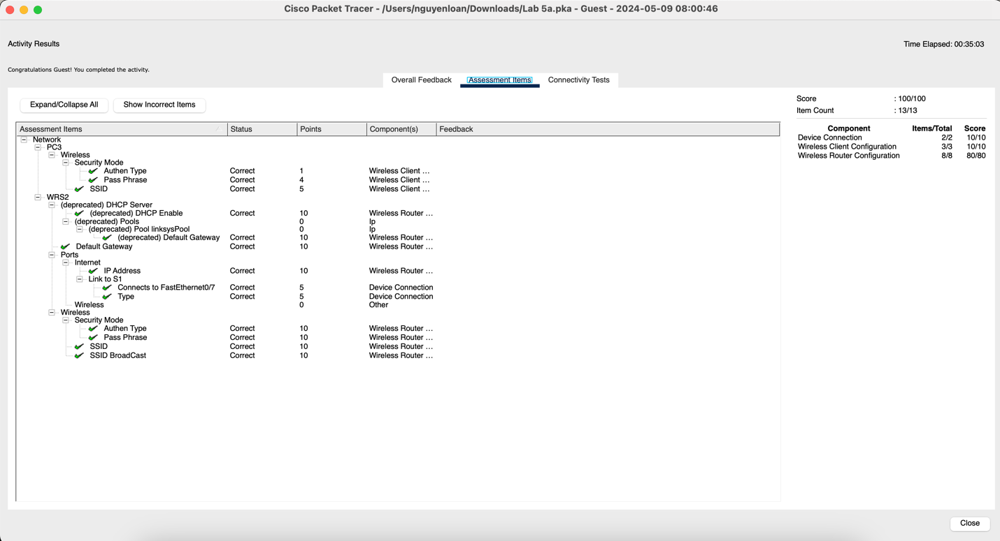 Cisco Packet Tracer - /Users/nguyenloan/Downloads/Lab 5a.pka - Guest - 2024-05-09 08:00:46
Activity Results
Time Elapsed: 00:35:03
Congratulations Guest! You completed the activity.
Overall Feedback Assessment Items Connectivity Tests
Expand/Collapse All Show Incorrect Items
Assessment Items Status Points Component(s) Feedback
Network
PC3
Wireless
Security Mode
Authen Type Correct 1 Wireless Client ...
Pass Phrase Correct 4 Wireless Client ...
SSID Correct 5 Wireless Client ...
WRS2
(deprecated) DHCP Server
(deprecated) DHCP Enable Correct 10 Wireless Router ...
(deprecated) Pools 0 Ip
(deprecated) Pool linksysPool 0 Ip
(deprecated) Default Gateway Correct 10 Wireless Router ...
Default Gateway Correct 10 Wireless Router ...
Ports
Internet
IP Address Correct 10 Wireless Router ...
Link to S1
Connects to FastEthernet0/7 Correct 5 Device Connection
Type Correct 5 Device Connection
Wireless 0 Other
Wireless
Security Mode
Authen Type Correct 10 Wireless Router ...
Pass Phrase Correct 10 Wireless Router ...
SSID Correct 10 Wireless Router ...
SSID BroadCast Correct 10 Wireless Router ...
Score : 100/100
Item Count : 13/13
Component Items/Total Score
Device Connection 2/2 10/10
Wireless Client Configuration 3/3 10/10
Wireless Router Configuration 8/8 80/80
Close